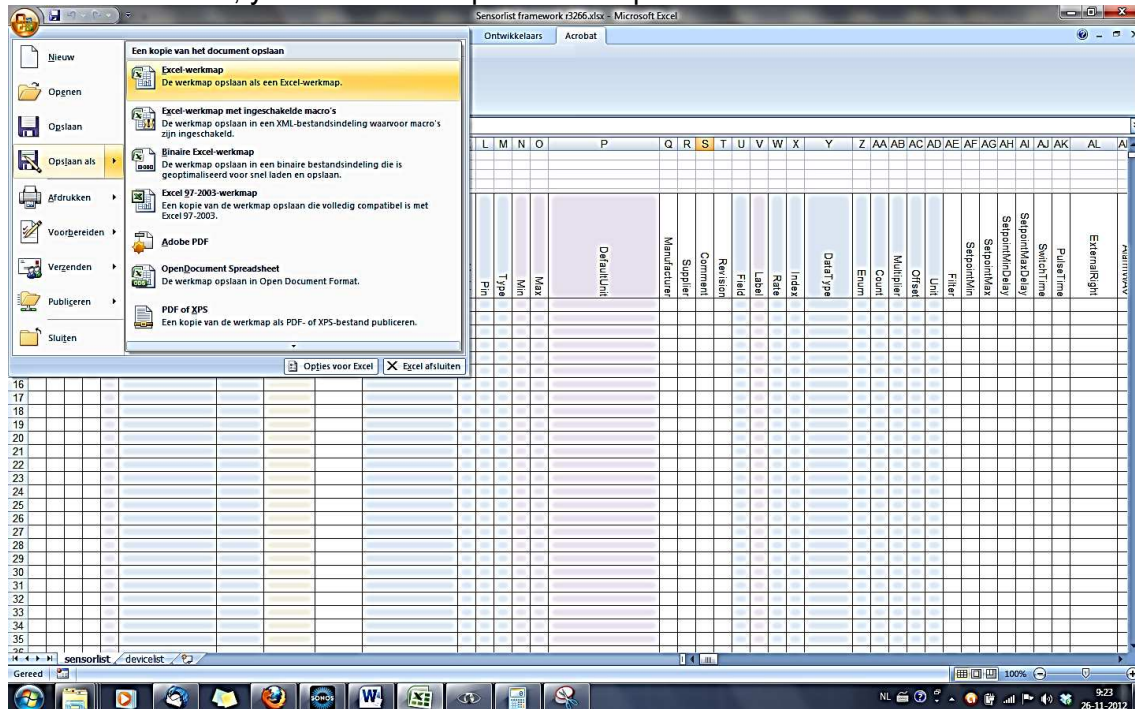 Sensorlist framework r3266.xlsx - Microsoft Excel
Ontwikkelaars Acrobat
Nieuw
Openen
Opslaan
Opslaan als
Afdrukken
Voorbereiden
Verzenden
Publiceren
Sluiten
Een kopie van het document opslaan
Excel-werkmap
De werkmap opslaan als een Excel-werkmap.
Excel-werkmap met ingeschakelde macro's
De werkmap opslaan in een XML-bestandsindeling waarvoor macro's
zijn ingeschakeld.
Binaire Excel-werkmap
De werkmap opslaan in een binaire bestandsindeling die is
geoptimaliseerd voor snel laden en opslaan.
Excel 97-2003-werkmap
Een kopie van de werkmap opslaan die volledig compatibel is met
Excel 97-2003.
Adobe PDF
OpenDocument Spreadsheet
De werkmap opslaan in Open Document Format.
PDF of XPS
Een kopie van de werkmap als PDF- of XPS-bestand publiceren.
Opties voor Excel Excel afsluiten
L M N O P Q R S T U V W X Y Z AA AB AC AD AE AF AG AH AI AJ AK AL
Pin
Type
Min
Max
DefaultUnit
Manufacturer
Supplier
Comment
Revision
Field
Label
Rate
Index
DataType
Enum
Count
Multiplier
Offset
Unit
Filter
SetpointMin
SetpointMax
SetpointMinDelay
SetpointMaxDelay
SwitchTime
PulseTime
ExternalRight
16
17
18
19
20
21
22
23
24
25
26
27
28
29
30
31
32
33
34
35
sensorlist devicelist
Gereed 100%
SONOS
NL 9:23
26-11-2012